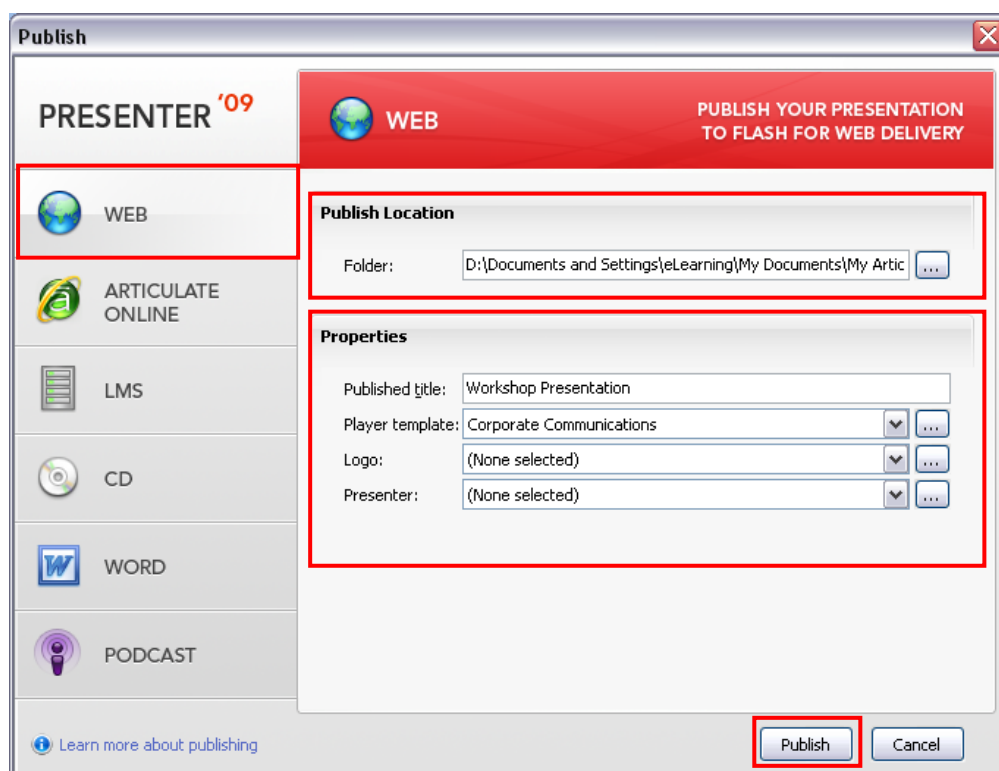 Publish
PRESENTER '09
WEB
PUBLISH YOUR PRESENTATION
TO FLASH FOR WEB DELIVERY
WEB
ARTICULATE
ONLINE
LMS
CD
WORD
PODCAST
Publish Location
Folder: D:\Documents and Settings\eLearning\My Documents\My Artic ...
Properties
Published title: Workshop Presentation
Player template: Corporate Communications ...
Logo: (None selected) ...
Presenter: (None selected) ...
Learn more about publishing
Publish Cancel